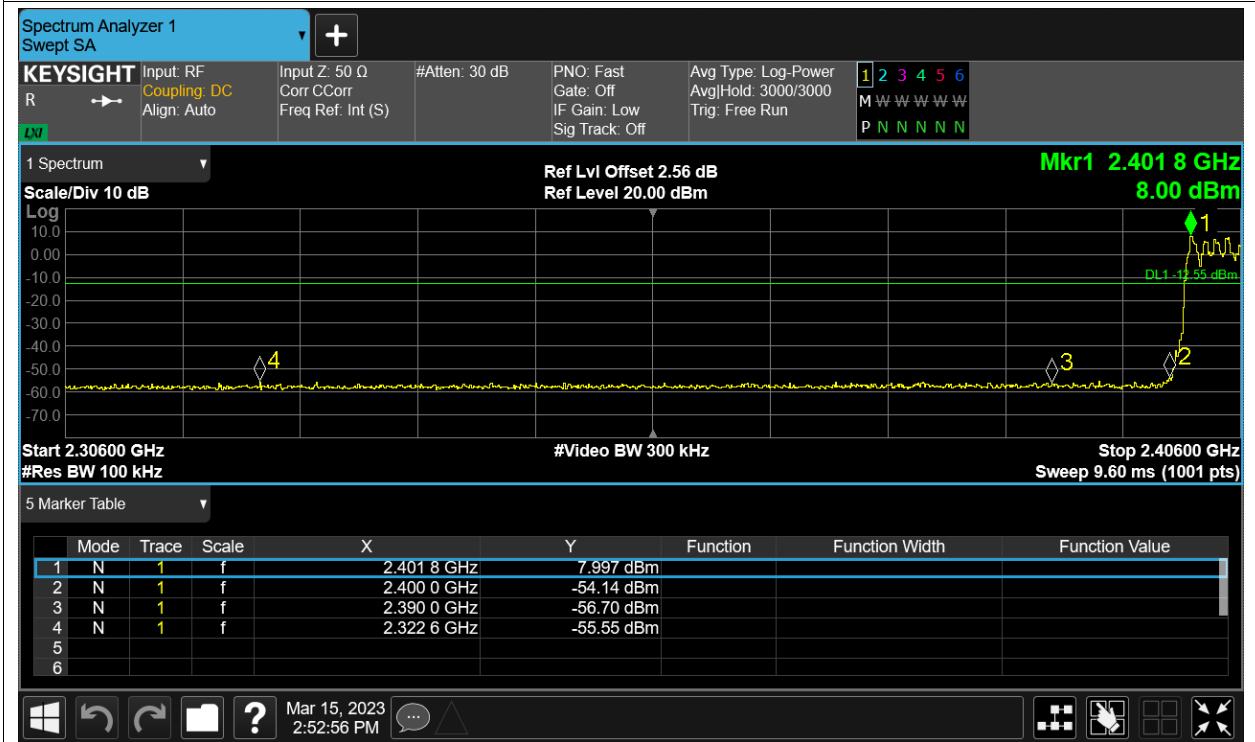 Spectrum Analyzer 1
Swept SA
KEYSIGHT Input: RF Input Z: 50 Ω #Atten: 30 dB PNO: Fast Avg Type: Log-Power 1 2 3 4 5 6
R Coupling: DC Corr CCorr Gate: Off Avg|Hold: 3000/3000 M W W W W W
Align: Auto Freq Ref: Int (S) IF Gain: Low Trig: Free Run
LXI Sig Track: Off P N N N N N
1 Spectrum Ref Lvl Offset 2.56 dB Mkr1 2.401 8 GHz
Scale/Div 10 dB Ref Level 20.00 dBm 8.00 dBm
Log
10.0 1
0.00
-10.0 DL1 -12.55 dBm
-20.0
-30.0
-40.0
-50.0 4 3 2
-60.0
-70.0
Start 2.30600 GHz #Video BW 300 kHz Stop 2.40600 GHz
#Res BW 100 kHz Sweep 9.60 ms (1001 pts)
5 Marker Table
Mode Trace Scale X Y Function Function Width Function Value
1 N 1 f 2.401 8 GHz 7.997 dBm
2 N 1 f 2.400 0 GHz -54.14 dBm
3 N 1 f 2.390 0 GHz -56.70 dBm
4 N 1 f 2.322 6 GHz -55.55 dBm
5
6
? Mar 15, 2023
2:52:56 PM